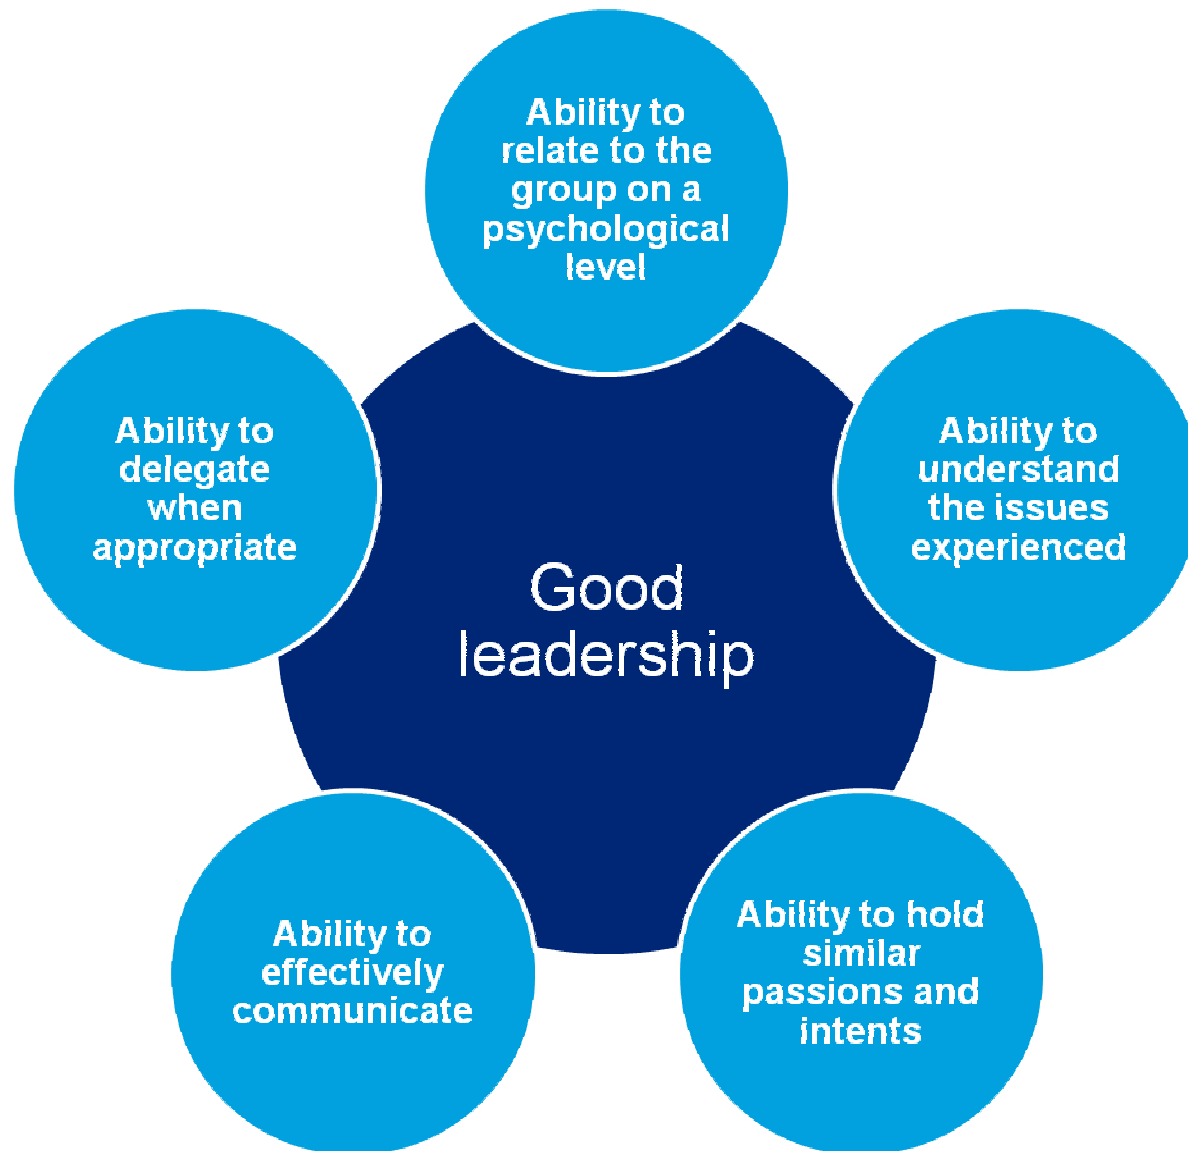 Ability to
relate to the
group on a
psychological
level
Ability to
understand
the issues
experienced
Ability to hold
similar
passions and
intents
Ability to
effectively
communicate
Ability to
delegate
when
appropriate
Good
leadership